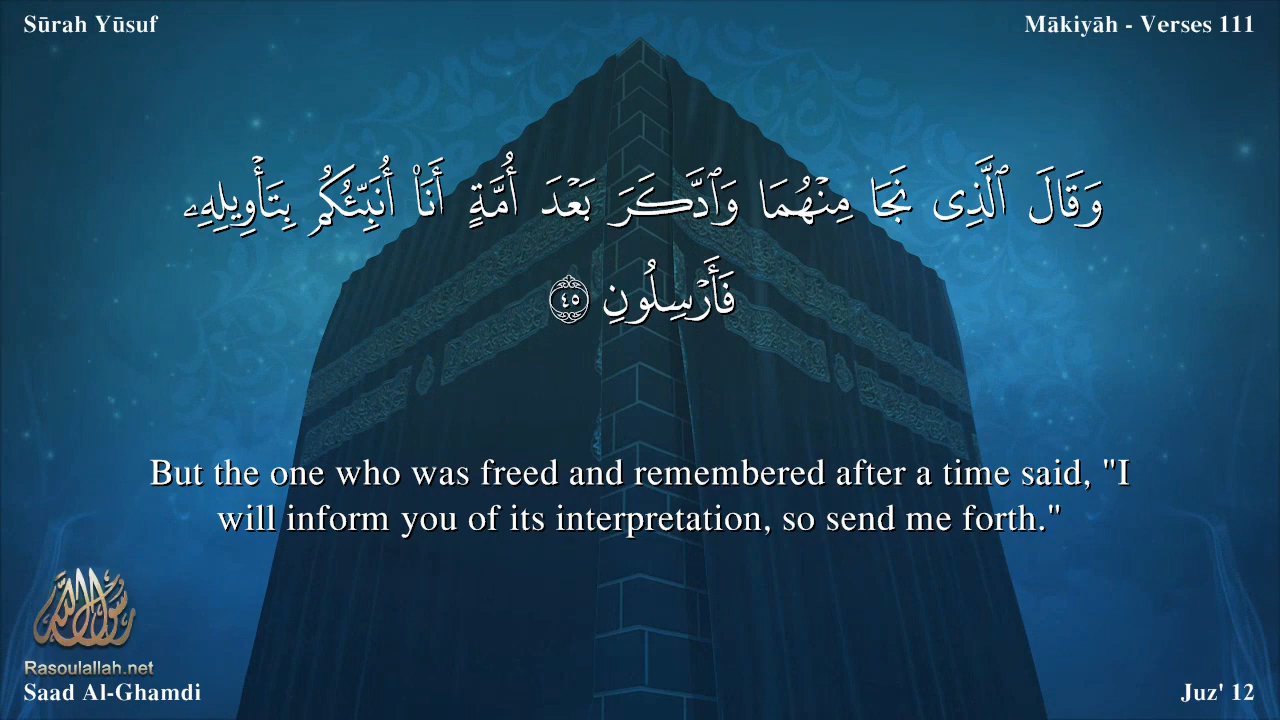 Sūrah Yūsuf
Mākiyāh - Verses 111
وَقَالَ ٱلَّذِى نَجَا مِنْهُمَا وَٱدَّكَرَ بَعْدَ أُمَّةٍ أَنَا۠ أُنَبِّئُكُم بِتَأْوِيلِهِۦ
فَأَرْسِلُونِ ٤٥
But the one who was freed and remembered after a time said, "I
will inform you of its interpretation, so send me forth."
رسول الله
Rasoulallah.net
Saad Al-Ghamdi
Juz' 12